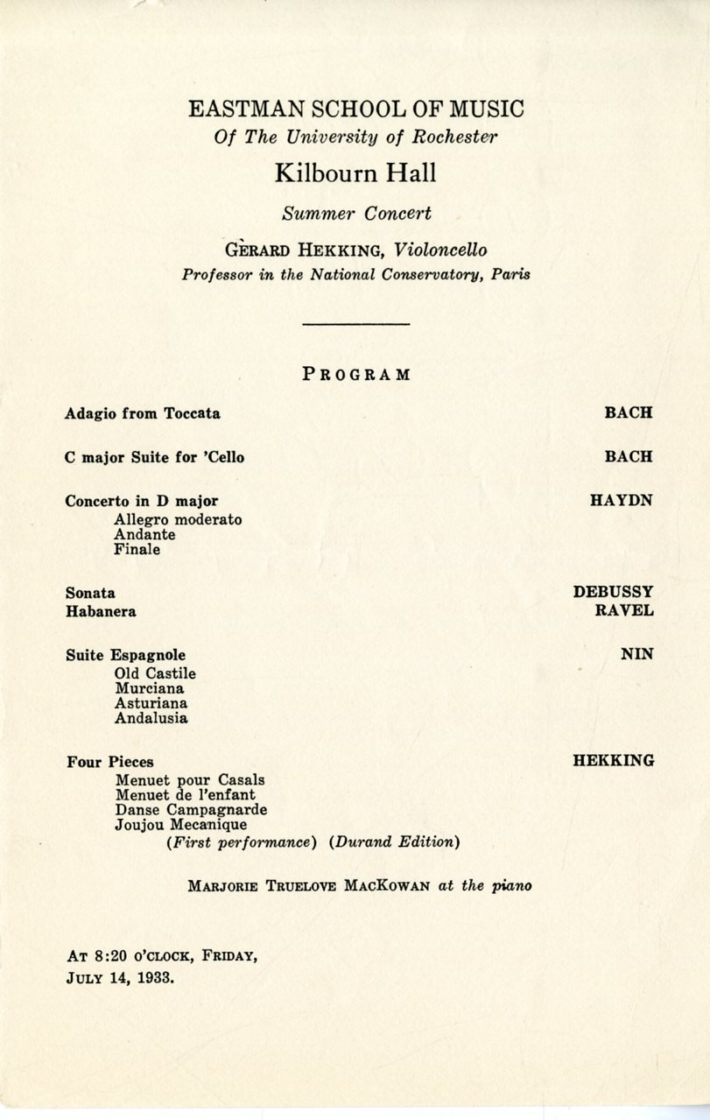 EASTMAN SCHOOL OF MUSIC
Of The University of Rochester
Kilbourn Hall
Summer Concert
GÈRARD HEKKING, Violoncello
Professor in the National Conservatory, Paris
PROGRAM
Adagio from Toccata BACH
C major Suite for 'Cello BACH
Concerto in D major HAYDN
Allegro moderato
Andante
Finale
Sonata DEBUSSY
Habanera RAVEL
Suite Espagnole NIN
Old Castile
Murciana
Asturiana
Andalusia
Four Pieces HEKKING
Menuet pour Casals
Menuet de l'enfant
Danse Campagnarde
Joujou Mecanique
(First performance) (Durand Edition)
MARJORIE TRUELOVE MACKOWAN at the piano
AT 8:20 O'CLOCK, FRIDAY,
JULY 14, 1933.